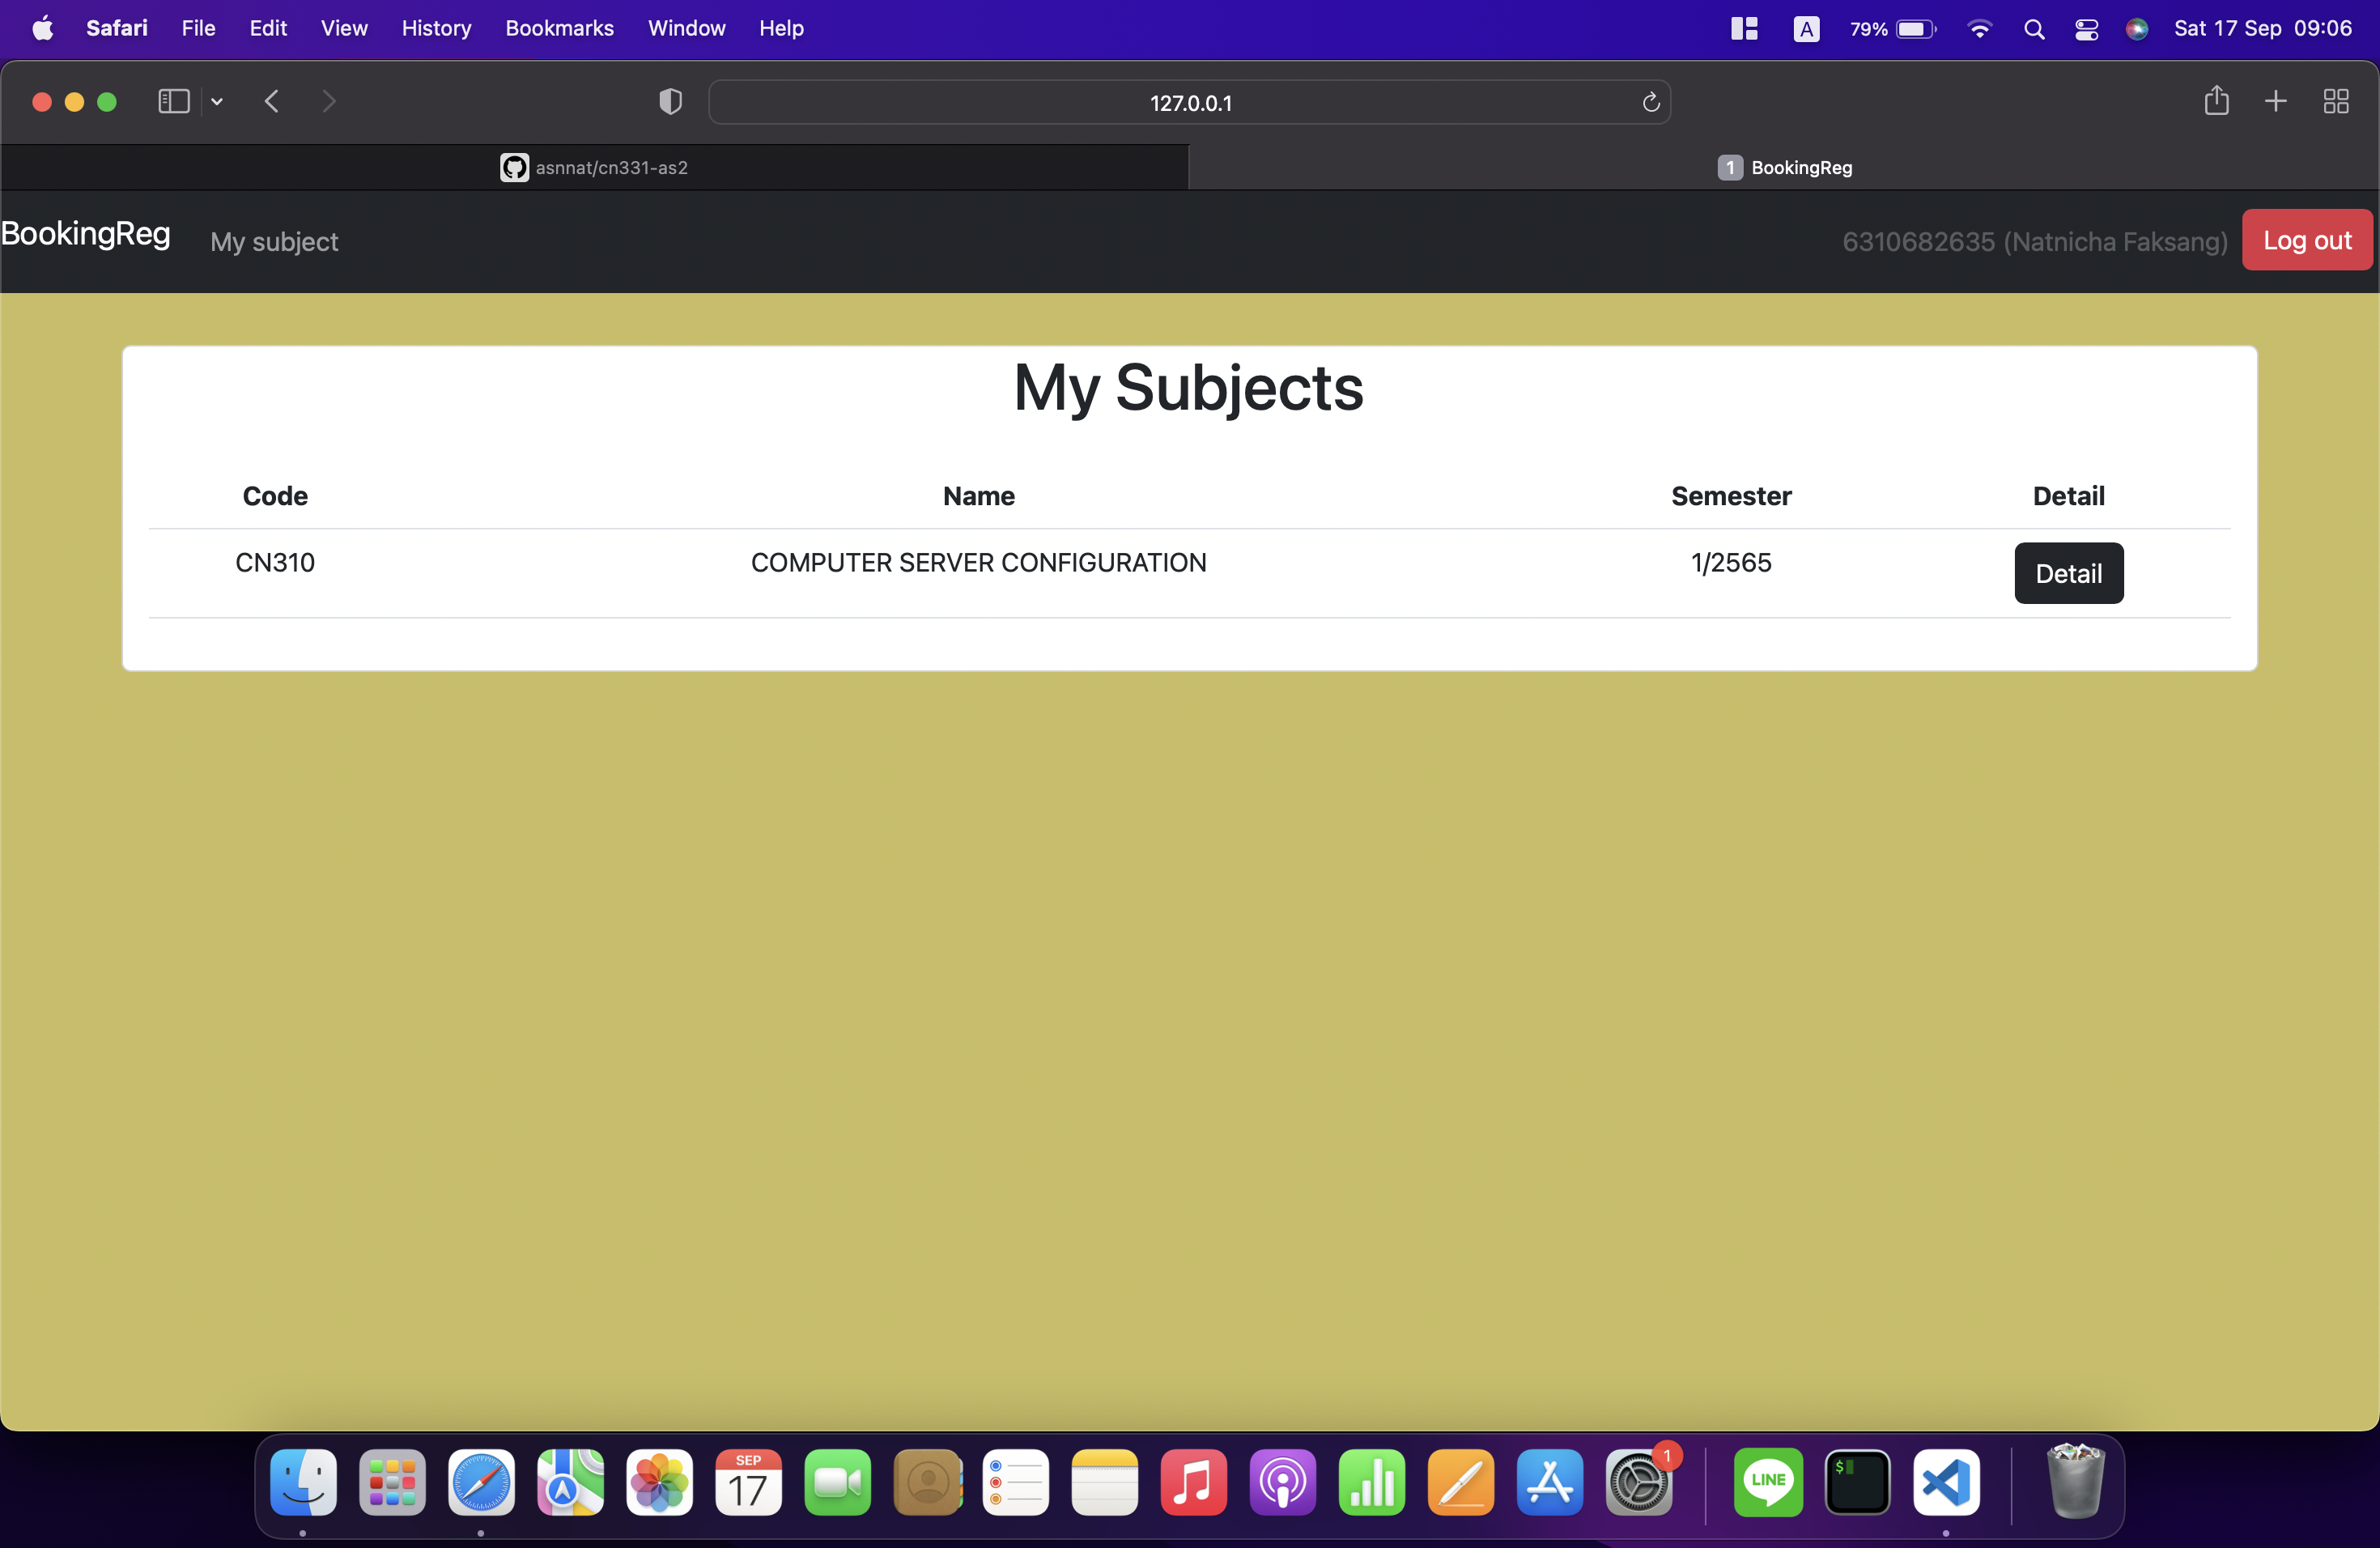 Safari File Edit View History Bookmarks Window Help A 79% Sat 17 Sep 09:06
127.0.0.1
asnnat/cn331-as2 1 BookingReg
BookingReg My subject 6310682635 (Natnicha Faksang) Log out
My Subjects
Code Name Semester Detail
CN310 COMPUTER SERVER CONFIGURATION 1/2565 Detail
SEP
17
1
LINE
$